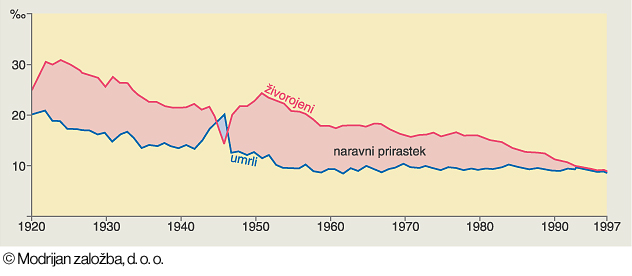 ‰
30
20
10
živorojeni
umrli
naravni prirastek
1920 1930 1940 1950 1960 1970 1980 1990 1997
© Modrijan založba, d. o. o.